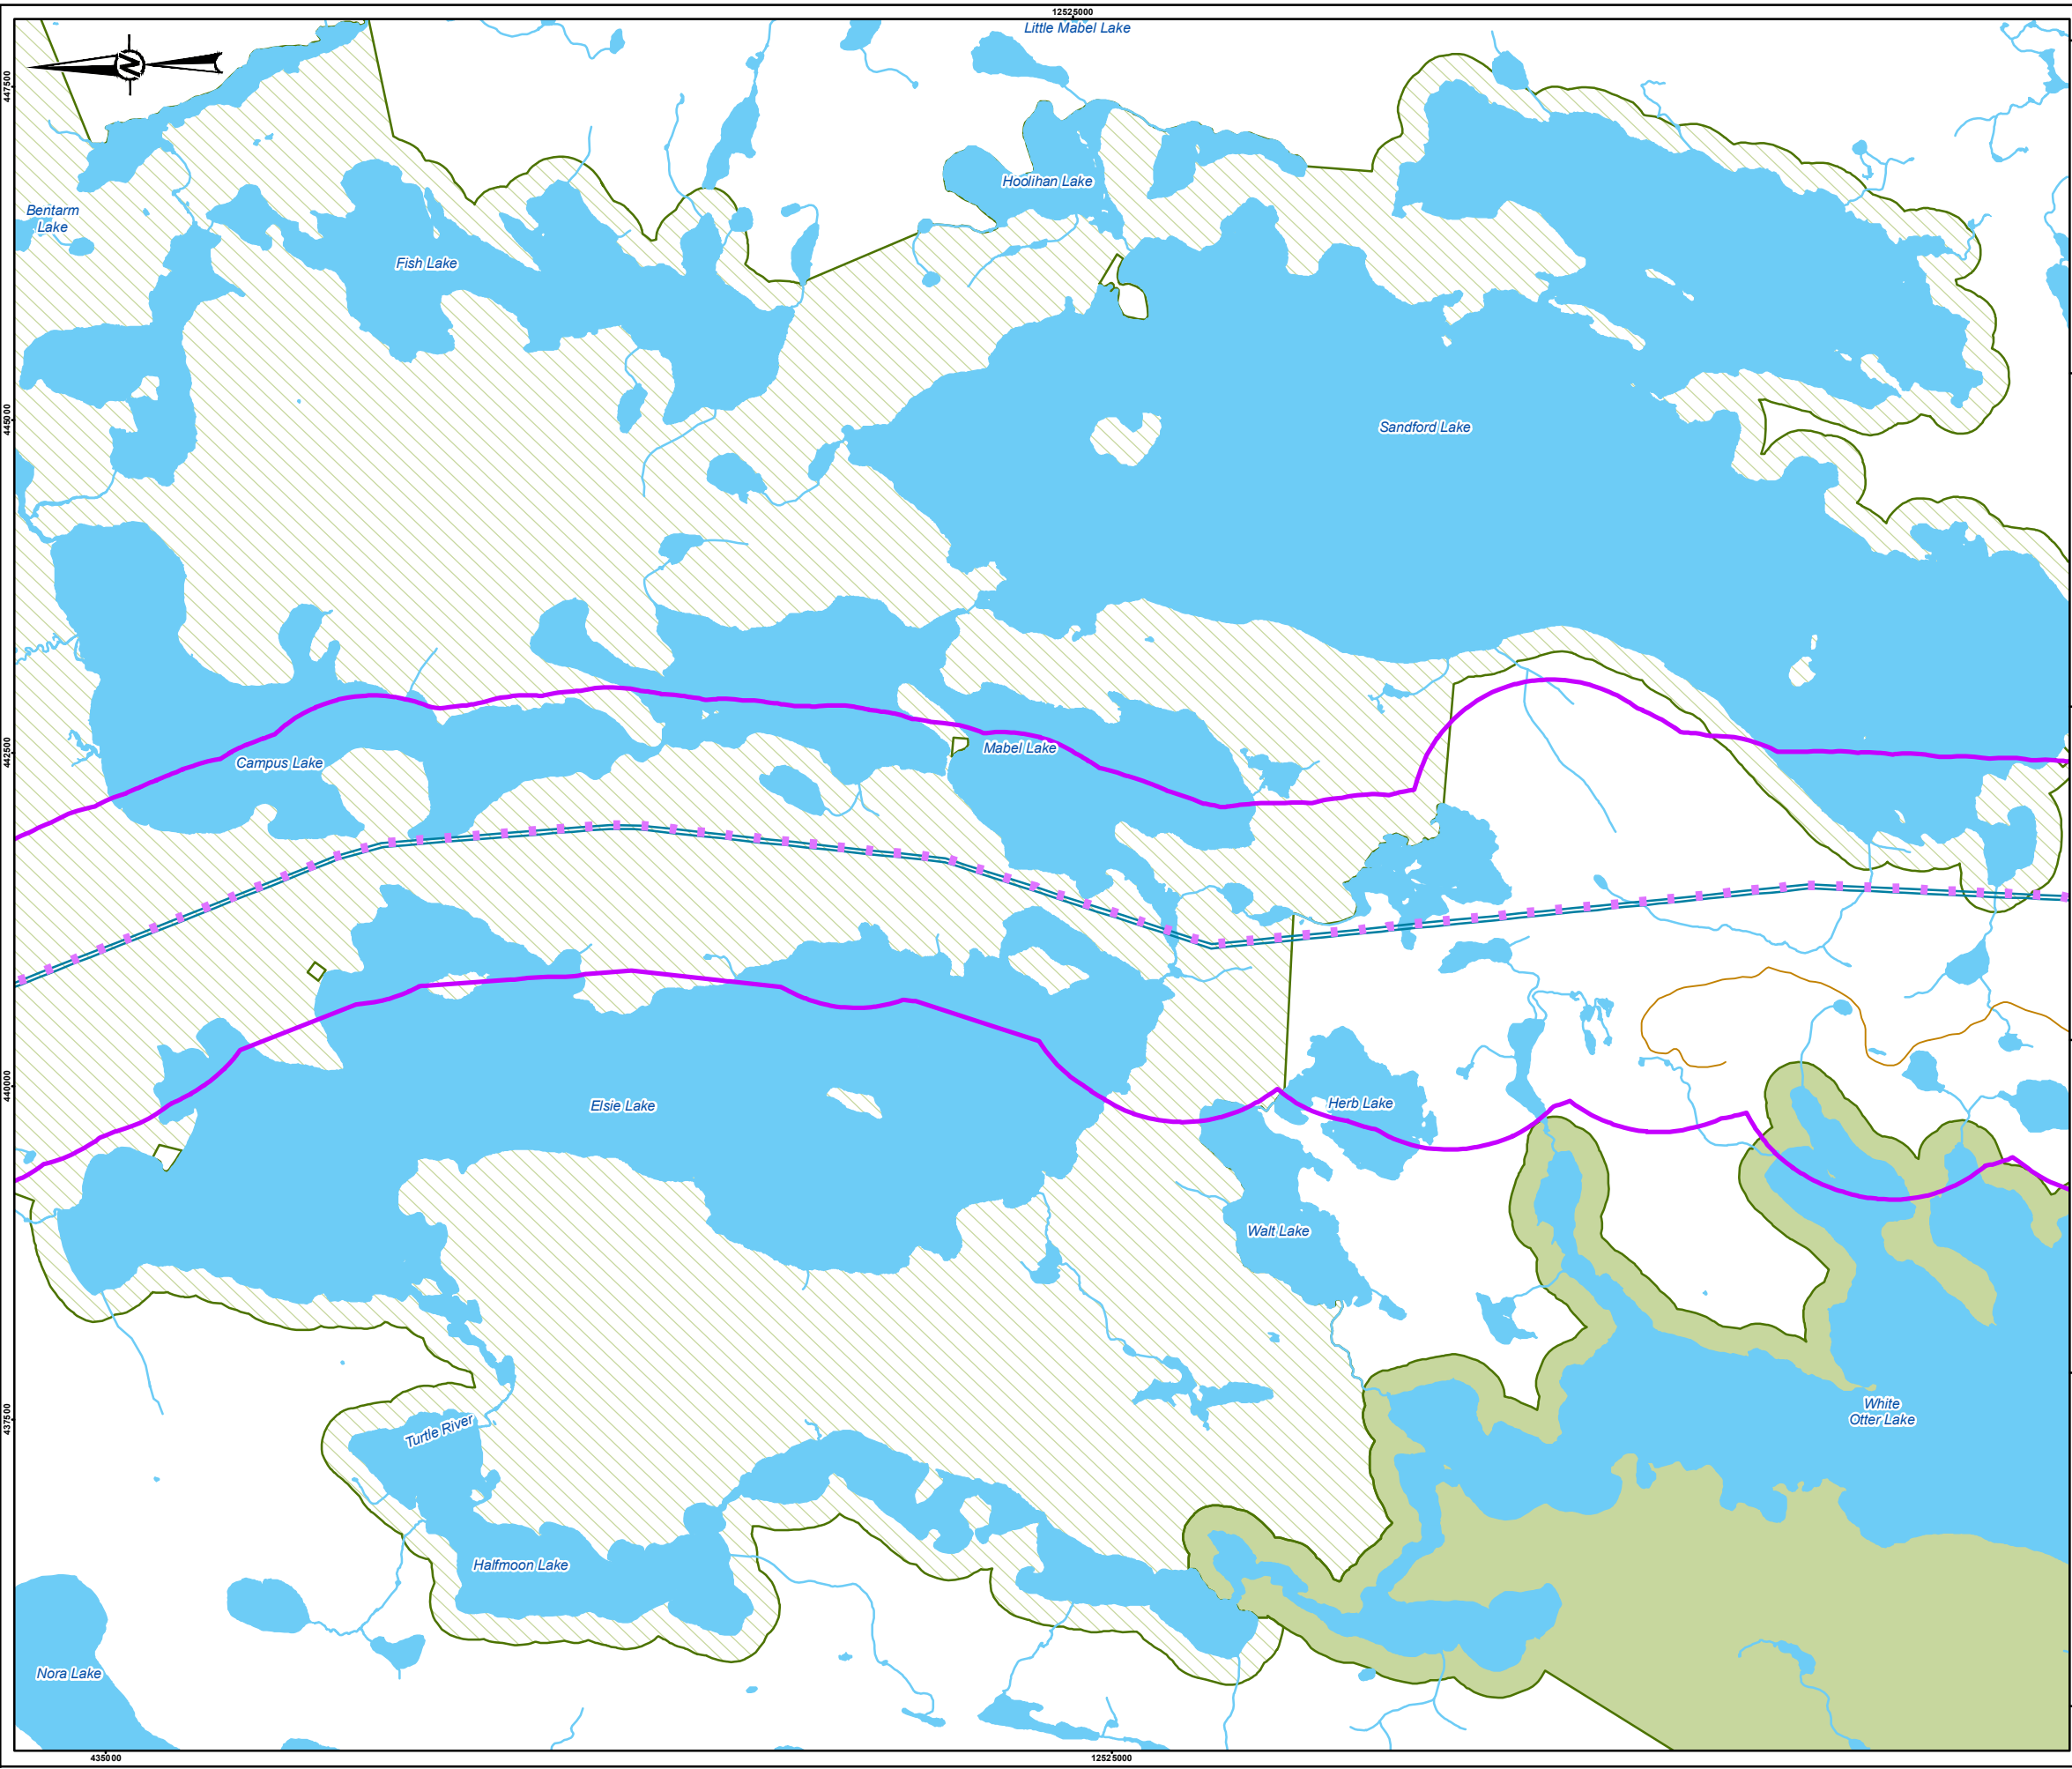 12525000
Little Mabel Lake
N
447500
Hoolihan Lake
Bentarm
Lake
Fish Lake
445000
Sandford Lake
442500
Mabel Lake
Campus Lake
440000
Elsie Lake
Herb Lake
Walt Lake
437500
White
Otter Lake
Turtle River
Halfmoon Lake
Nora Lake
435000
12525000